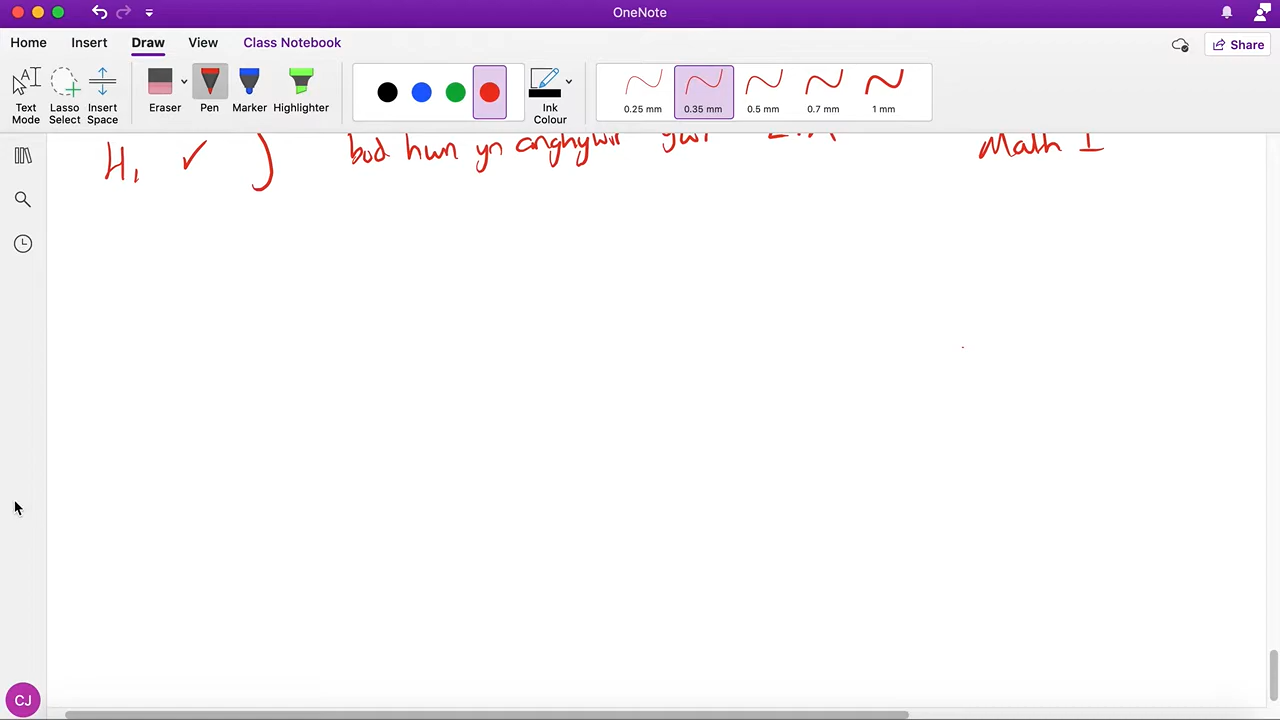 OneNote
Home Insert Draw View Class Notebook Share
Text Mode Lasso Select Insert Space Eraser Pen Marker Highlighter Ink Colour 0.25 mm 0.35 mm 0.5 mm 0.7 mm 1 mm
H₁ ✓ } bod hwn yn anghywir Math I
CJ